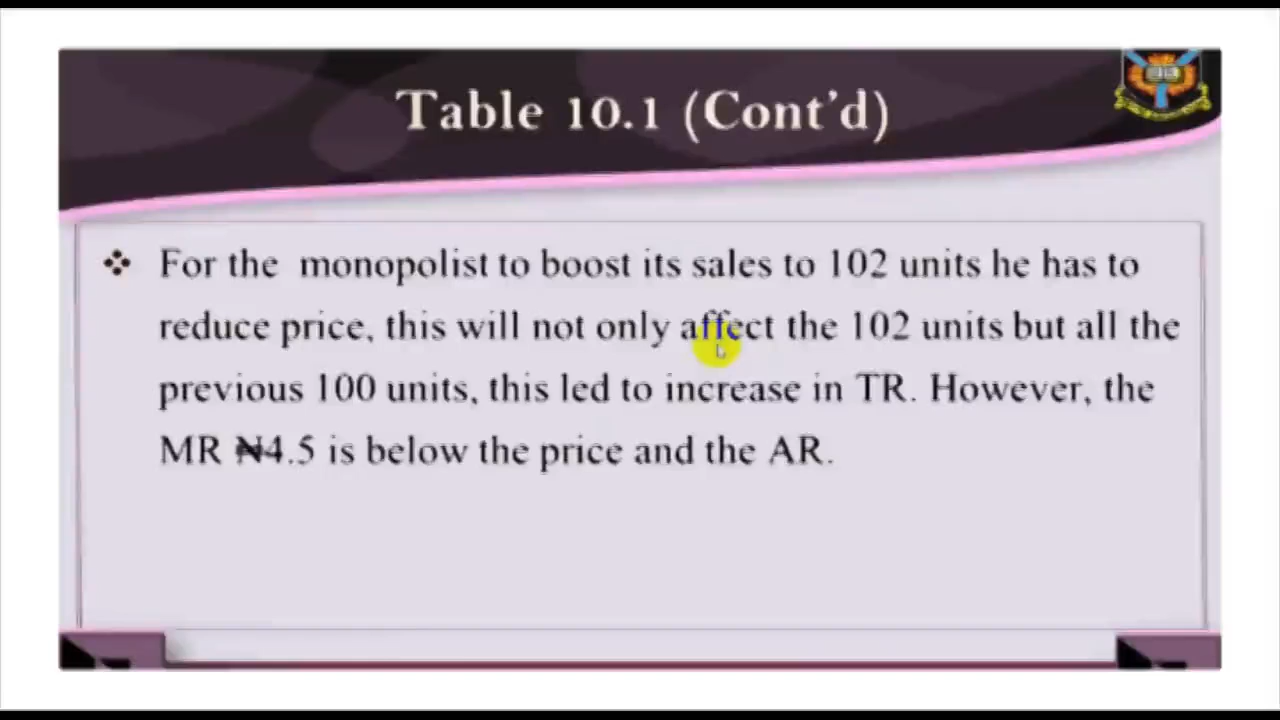 Table 10.1 (Cont'd)
❖ For the monopolist to boost its sales to 102 units he has to
reduce price, this will not only affect the 102 units but all the
previous 100 units, this led to increase in TR. However, the
MR ₦4.5 is below the price and the AR.